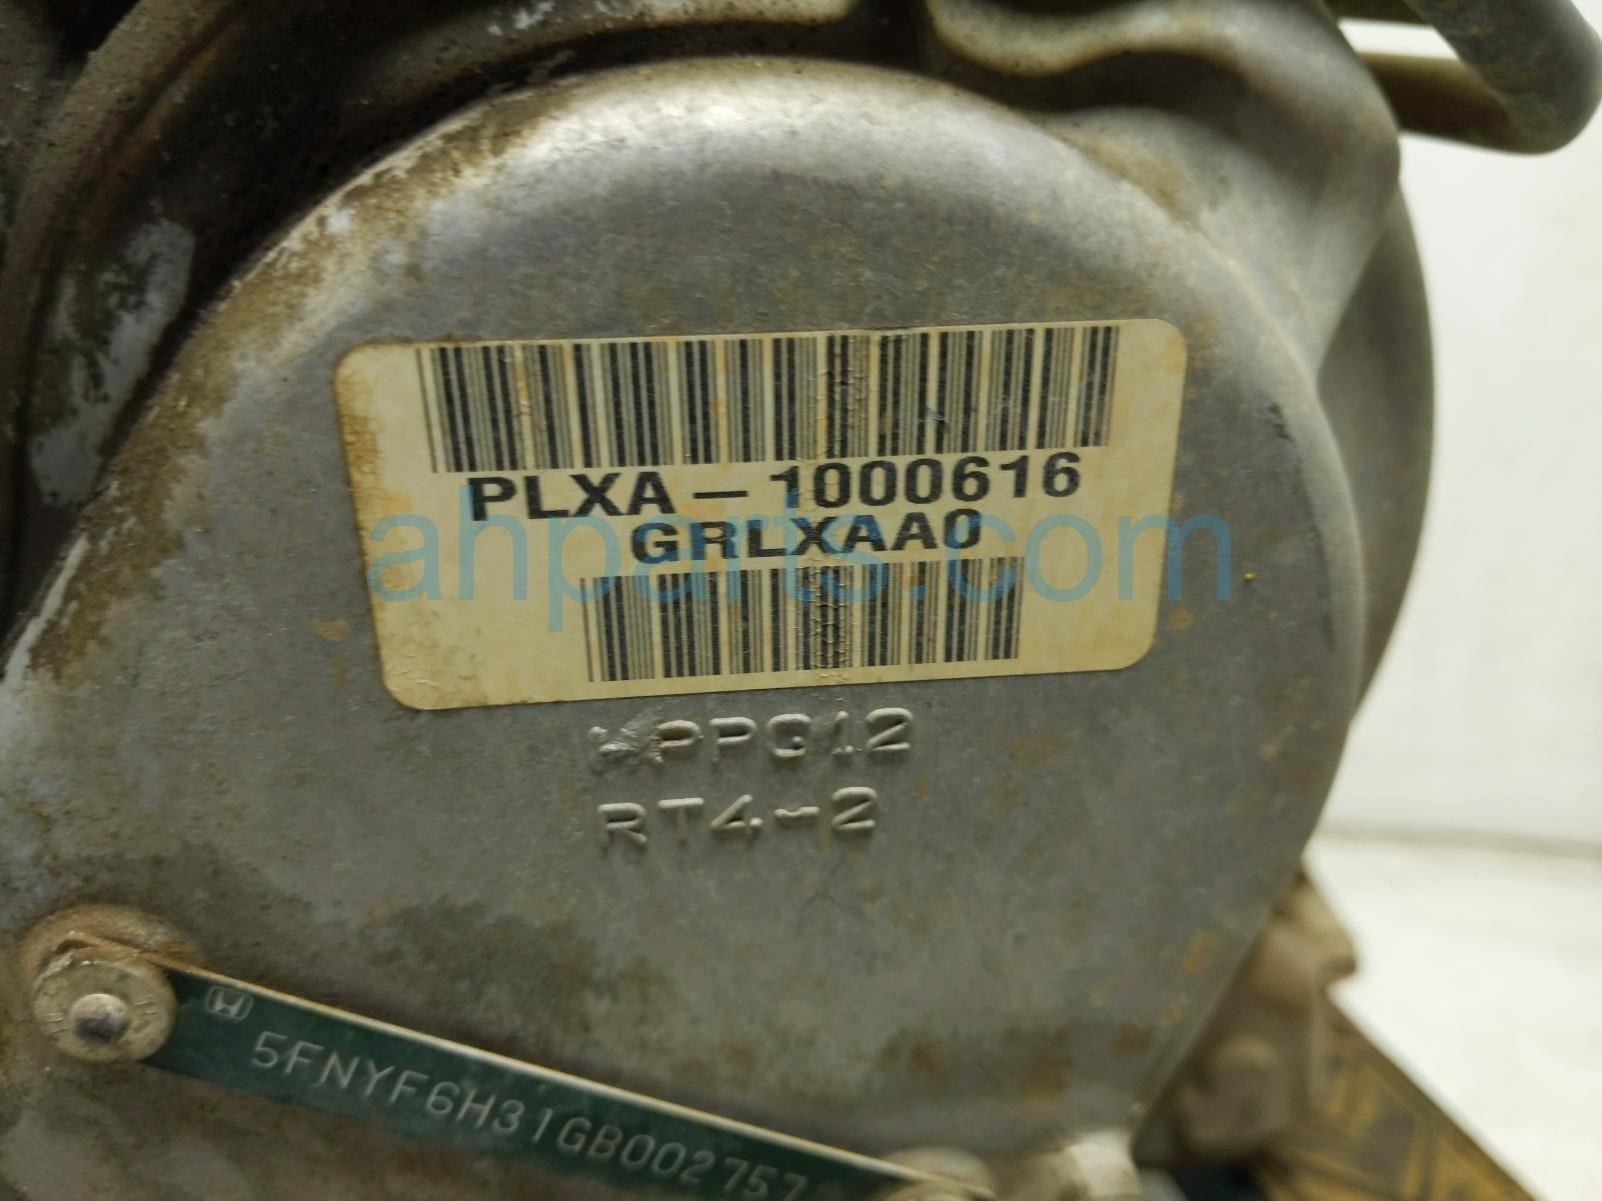 PLXA-1000616
GRLXAA0
ahparts.com
PPG12
RT4-2
5FNYF6H31GB002757